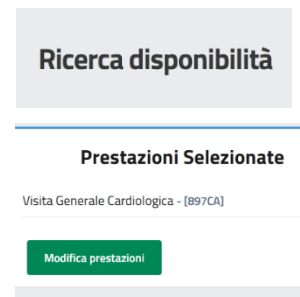 Ricerca disponibilità
Prestazioni Selezionate
Visita Generale Cardiologica - [897CA]
Modifica prestazioni